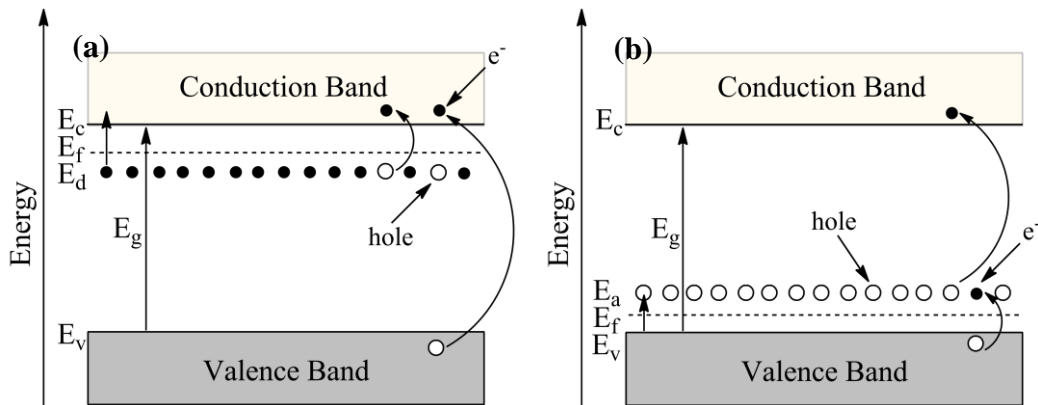 (a)
e⁻
Conduction Band
E_c
E_f
E_d
hole
E_g
E_v
Valence Band
Energy
(b)
Conduction Band
E_c
hole
E_g
e⁻
E_a
E_f
E_v
Valence Band
Energy